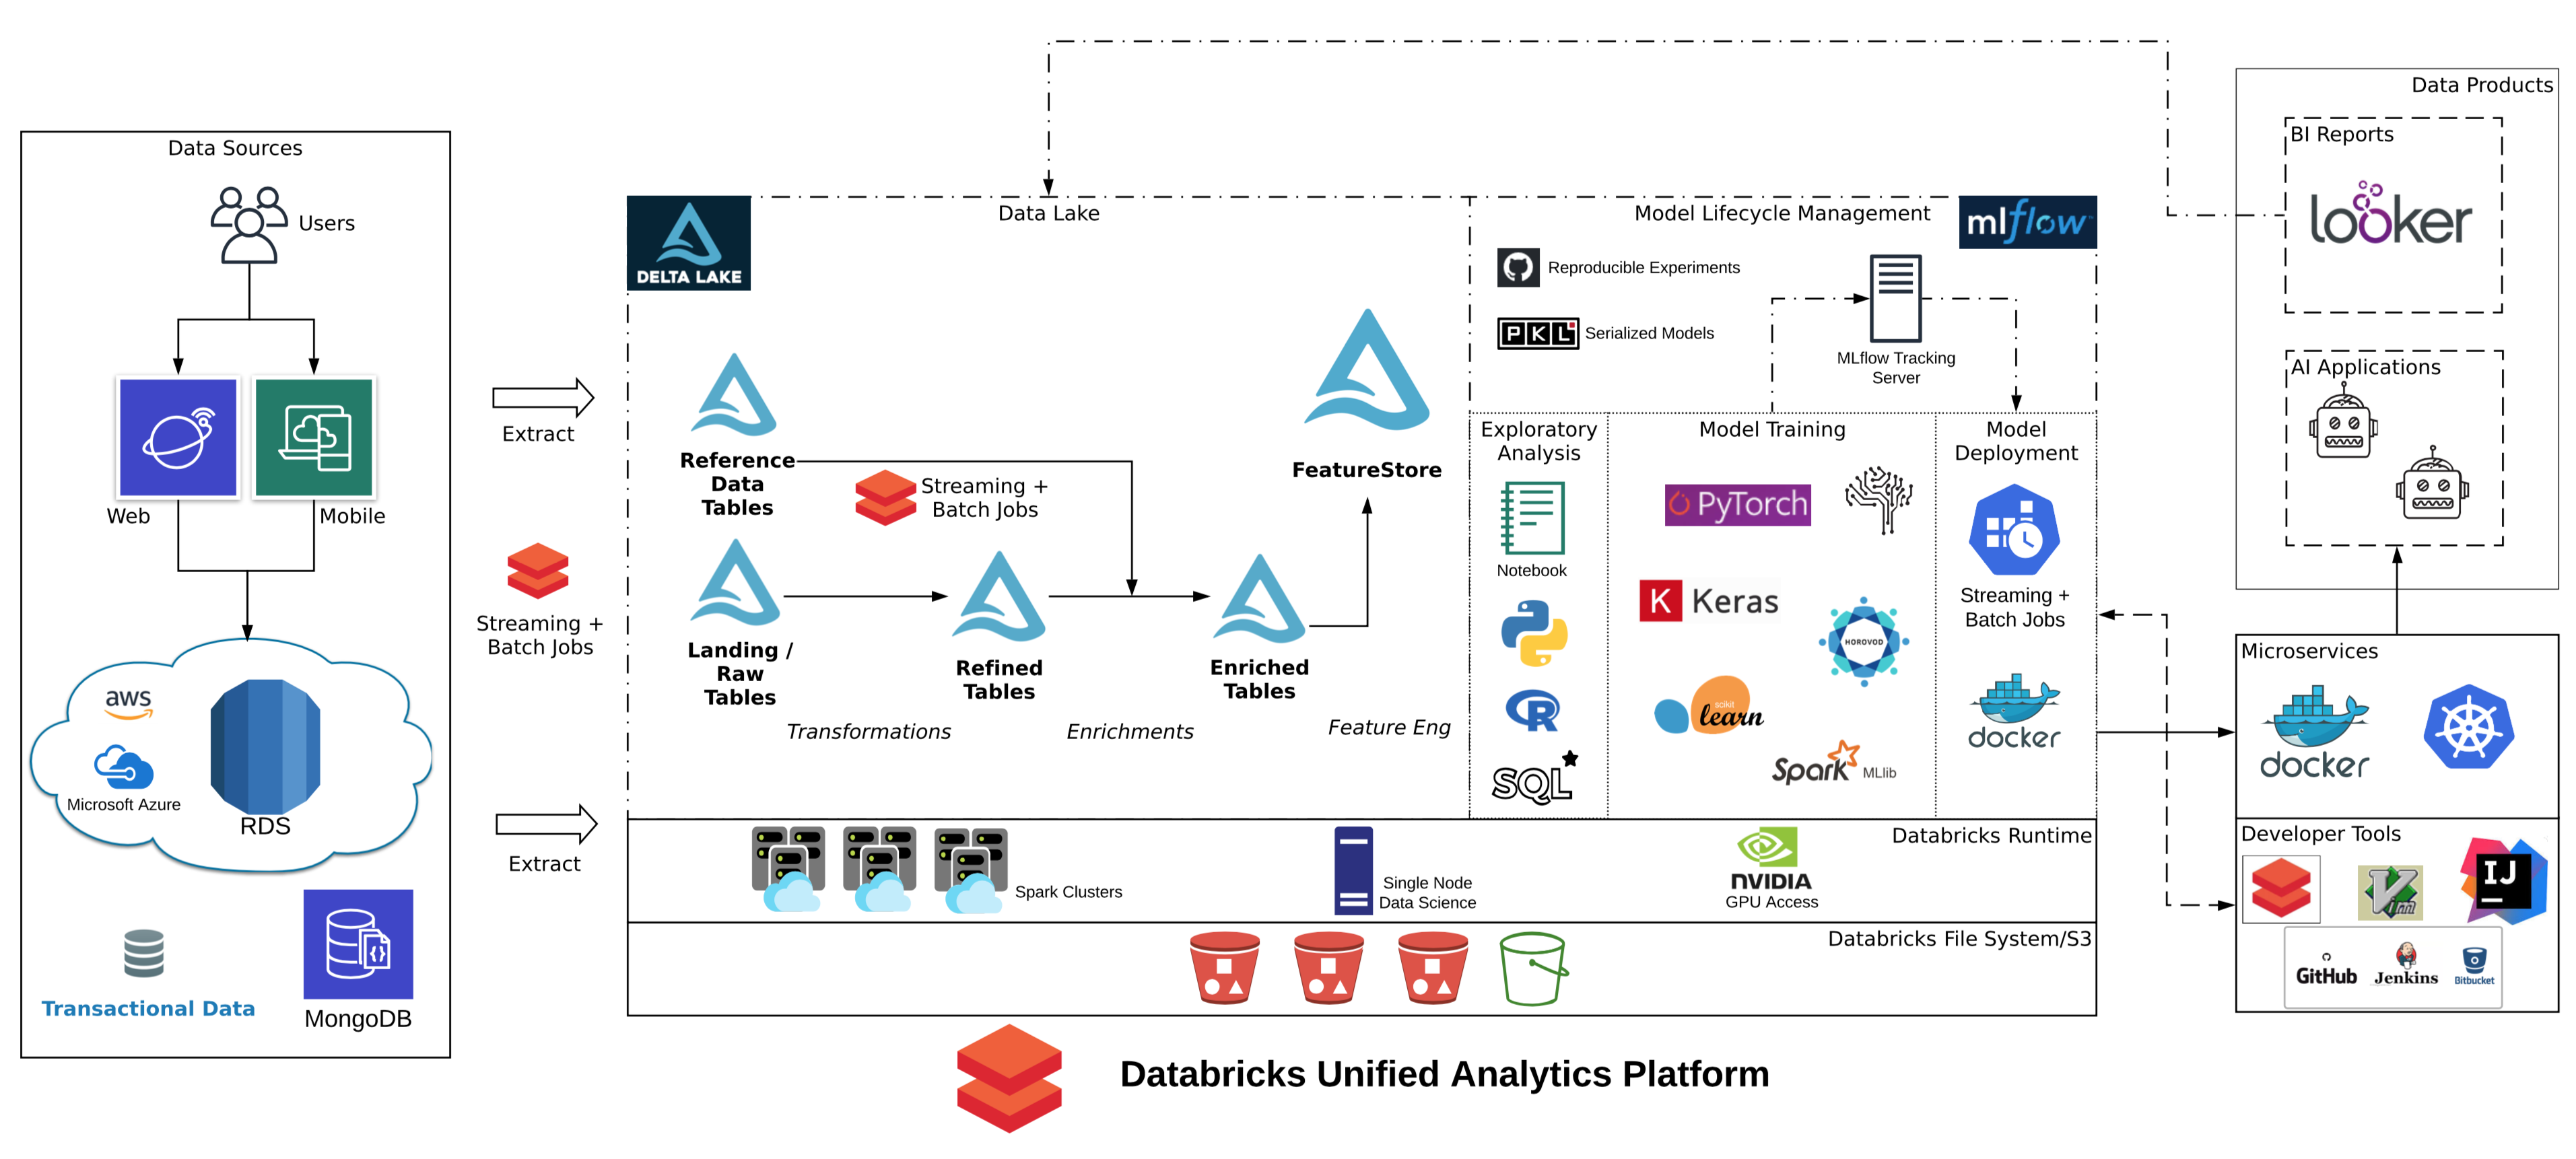 Data Sources
Users
Web
Mobile
aws
Microsoft Azure
RDS
Transactional Data
MongoDB
Extract
Streaming +
Batch Jobs
Extract
DELTA LAKE
Data Lake
Reference
Data
Tables
Streaming +
Batch Jobs
Landing /
Raw
Tables
Refined
Tables
Enriched
Tables
FeatureStore
Transformations
Enrichments
Feature Eng
Model Lifecycle Management
mlflow
Reproducible Experiments
PKL
Serialized Models
MLflow Tracking
Server
Exploratory
Analysis
Notebook
R
SQL
Model Training
PyTorch
K Keras
HOROVOD
scikit
learn
Spark MLlib
Model
Deployment
Streaming +
Batch Jobs
docker
Databricks Runtime
Spark Clusters
Single Node
Data Science
NVIDIA
GPU Access
Databricks File System/S3
Databricks Unified Analytics Platform
Data Products
BI Reports
looker
AI Applications
Microservices
docker
Developer Tools
Vim
IJ
GitHub
Jenkins
Bitbucket